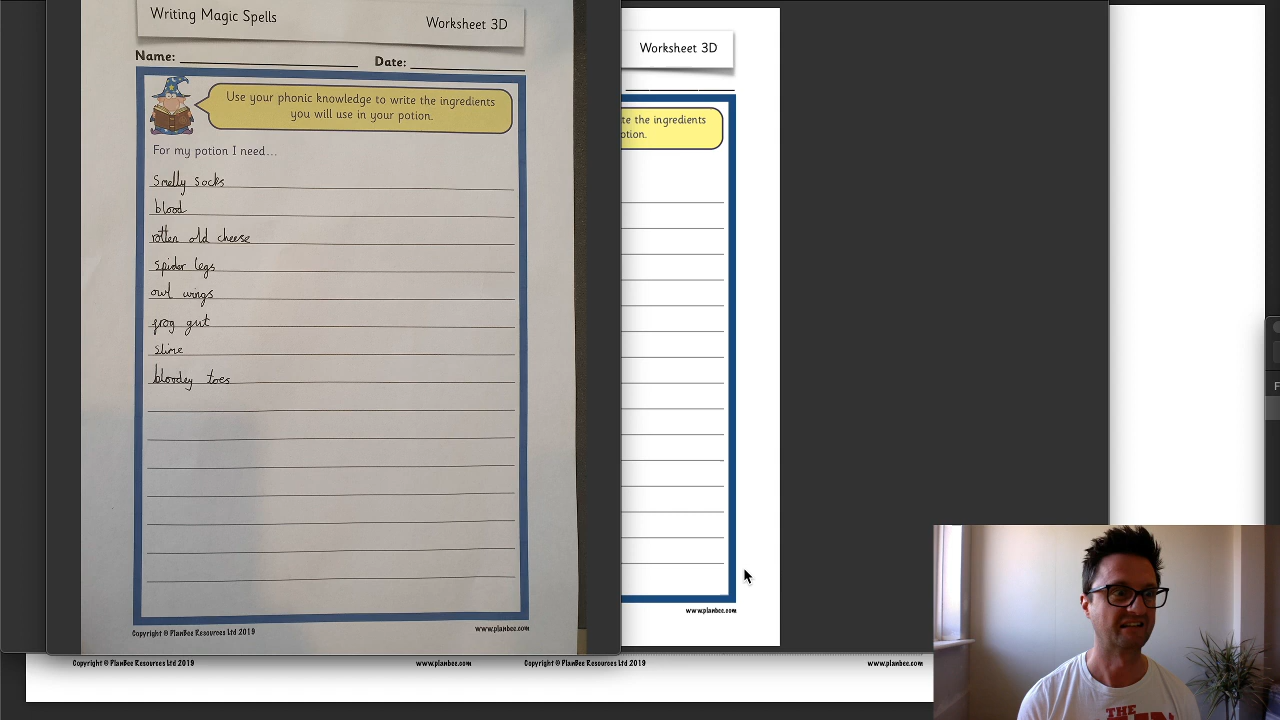 Writing Magic Spells
Worksheet 3D
Name:
Date:
Use your phonic knowledge to write the ingredients
you will use in your potion.
For my potion I need...
Smelly socks
blood
rotten old cheese
spider legs
owl wings
frog gut
slime
bloodey toes
Copyright © PlanBee Resources Ltd 2019
www.planbee.com
Worksheet 3D
te the ingredients
otion.
www.planbee.com
Copyright © PlanBee Resources Ltd 2019
www.planbee.com
Copyright © PlanBee Resources Ltd 2019
www.planbee.com
F
THE